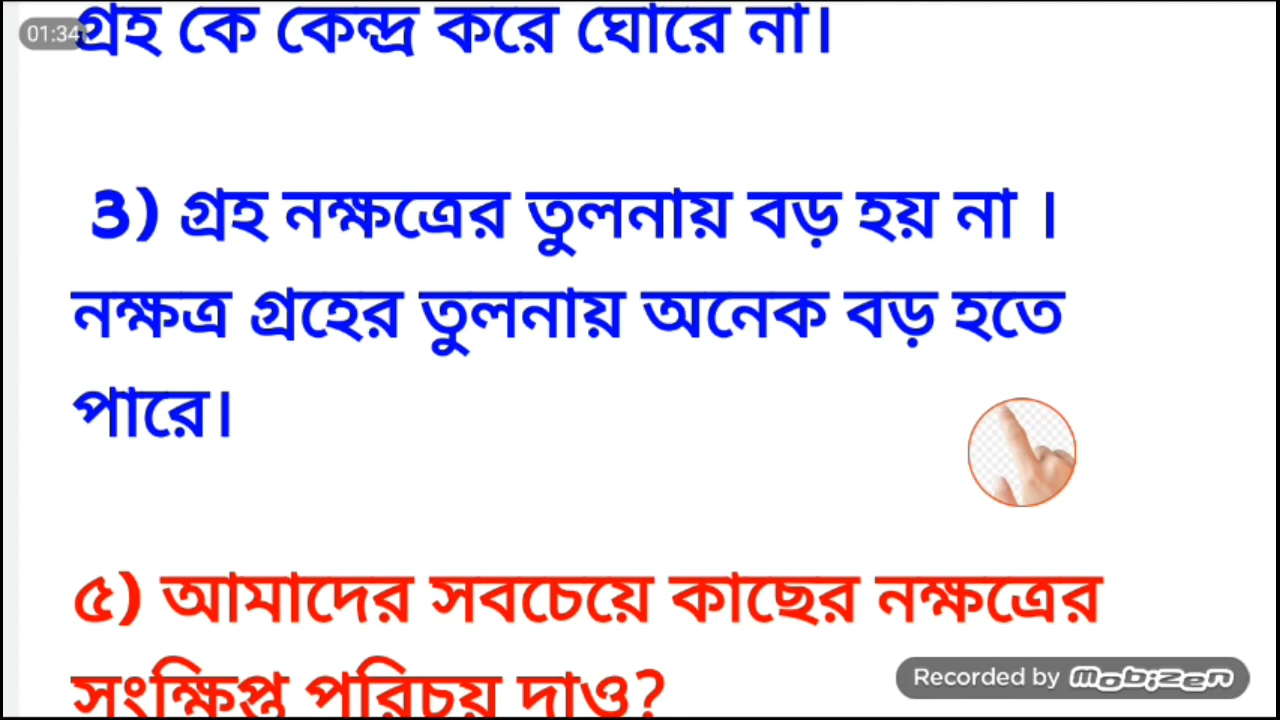 01:34
গ্রহ কে কেন্দ্র করে ঘোরে না।
3) গ্রহ নক্ষত্রের তুলনায় বড় হয় না ।
নক্ষত্র গ্রহের তুলনায় অনেক বড় হতে
পারে।
৫) আমাদের সবচেয়ে কাছের নক্ষত্রের
সংক্ষিপ্ত পরিচয় দাও?
Recorded by mobizen